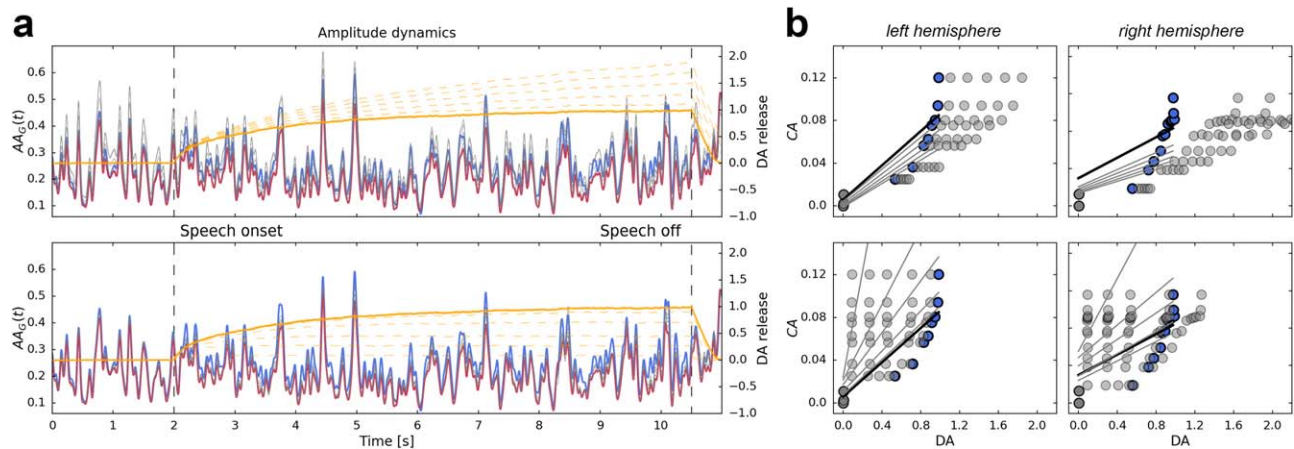 a
Amplitude dynamics
AA_G(t)
0.6
0.5
0.4
0.3
0.2
0.1
2.0
1.5
1.0
0.5
0.0
−0.5
−1.0
DA release
Speech onset
Speech off
AA_G(t)
0.6
0.5
0.4
0.3
0.2
0.1
2.0
1.5
1.0
0.5
0.0
−0.5
−1.0
DA release
0 1 2 3 4 5 6 7 8 9 10
Time [s]
b
left hemisphere
right hemisphere
CA
0.12
0.08
0.04
0.0
CA
0.12
0.08
0.04
0.0
0.0 0.4 0.8 1.2 1.6 2.0
DA
0.0 0.4 0.8 1.2 1.6 2.0
DA